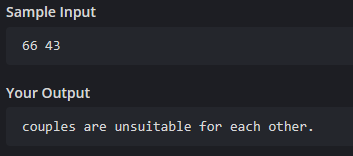 Sample Input
66 43
Your Output
couples are unsuitable for each other.